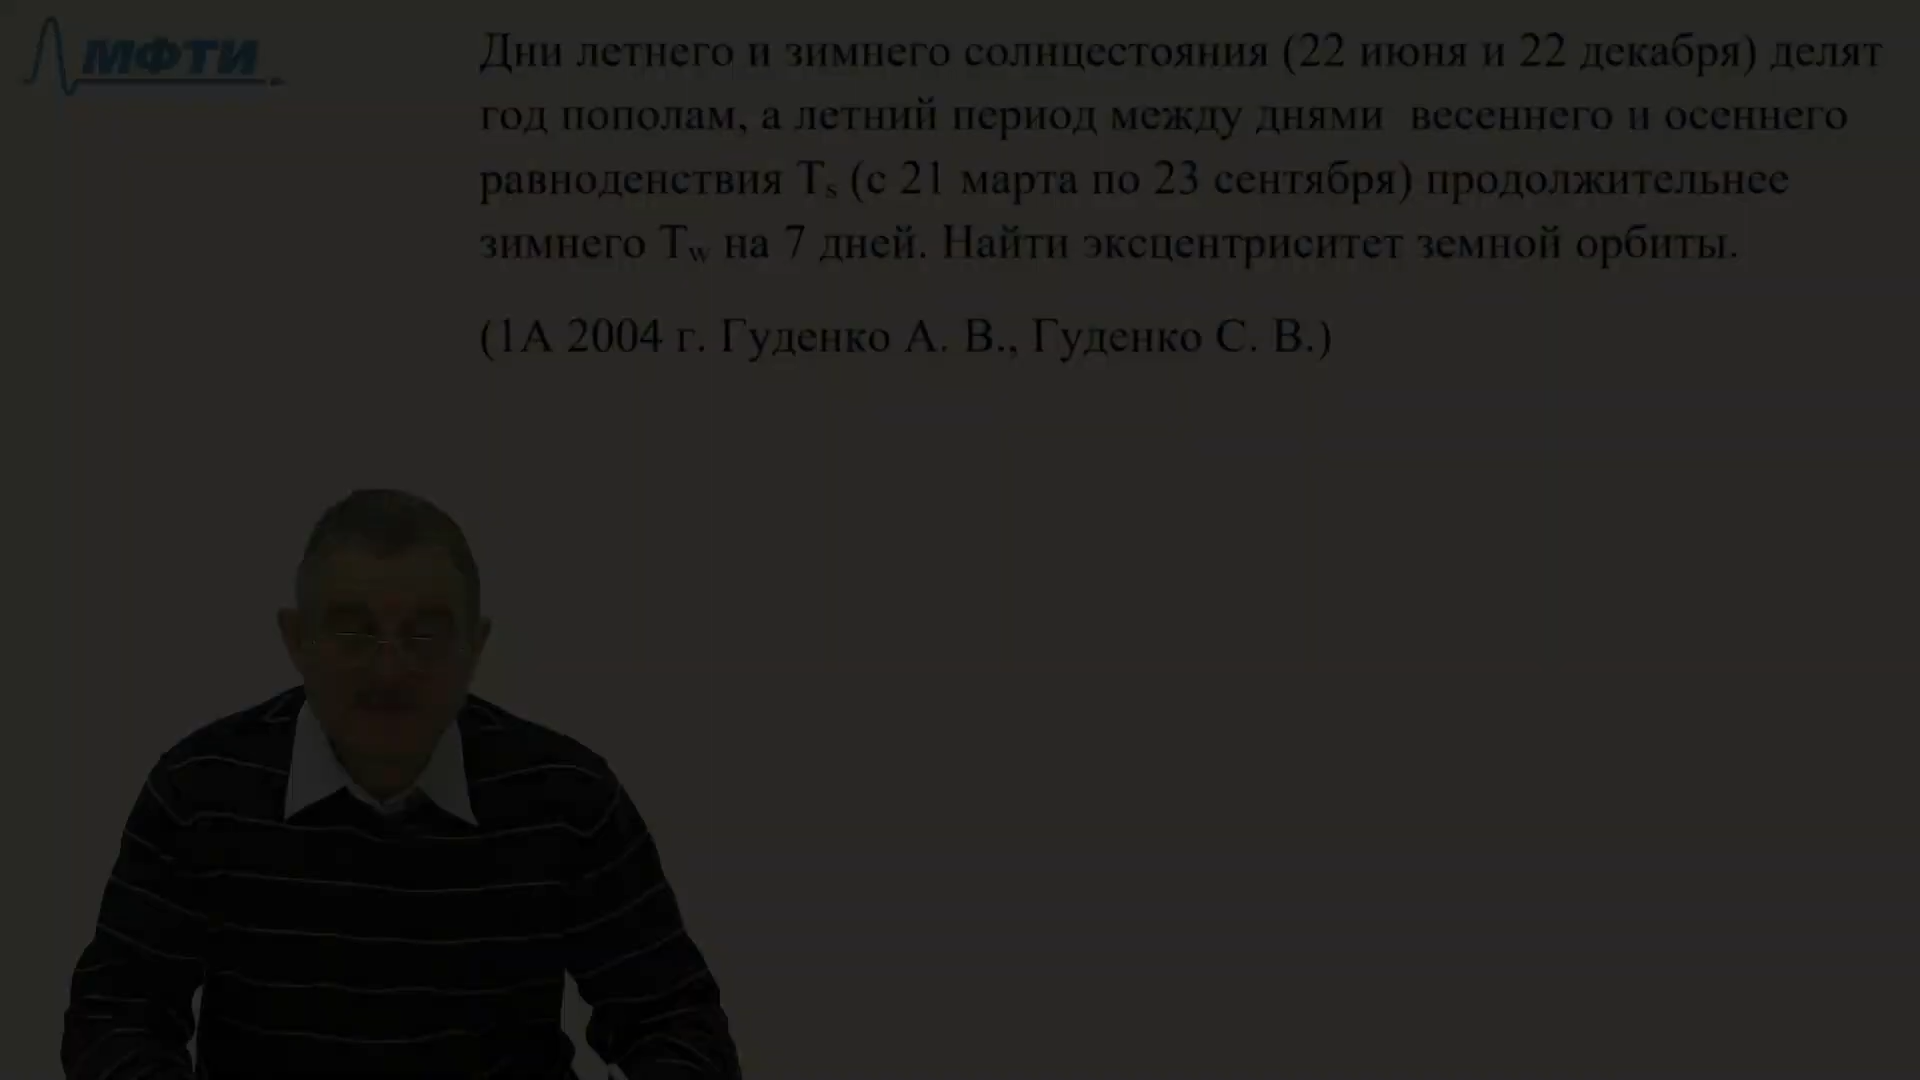 МФТИ
Дни летнего и зимнего солнцестояния (22 июня и 22 декабря) делят
год пополам, а летний период между днями весеннего и осеннего
равноденствия Ts (с 21 марта по 23 сентября) продолжительнее
зимнего Tw на 7 дней. Найти эксцентриситет земной орбиты.
(1А 2004 г. Гуденко А. В., Гуденко С. В.)